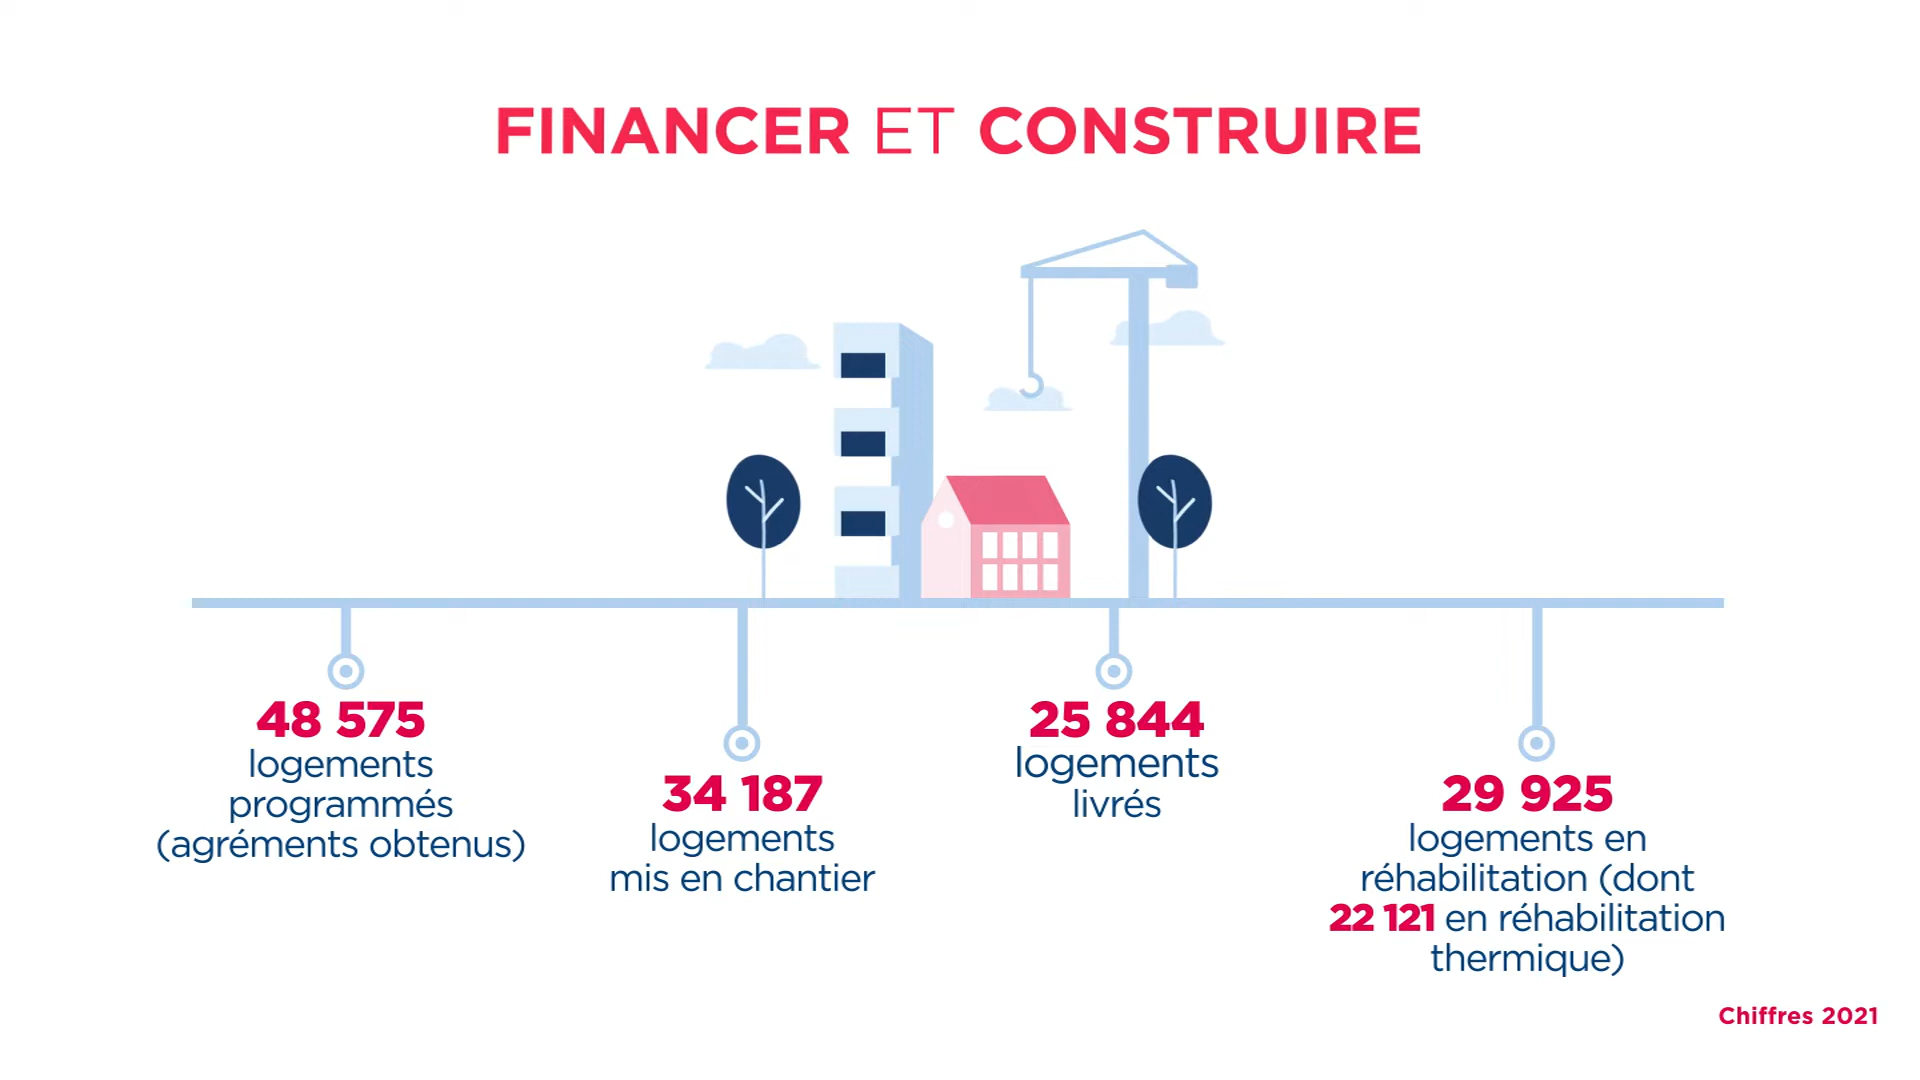 FINANCER ET CONSTRUIRE
48 575
logements
programmés
(agréments obtenus)
34 187
logements
mis en chantier
25 844
logements
livrés
29 925
logements en
réhabilitation (dont
22 121 en réhabilitation
thermique)
Chiffres 2021